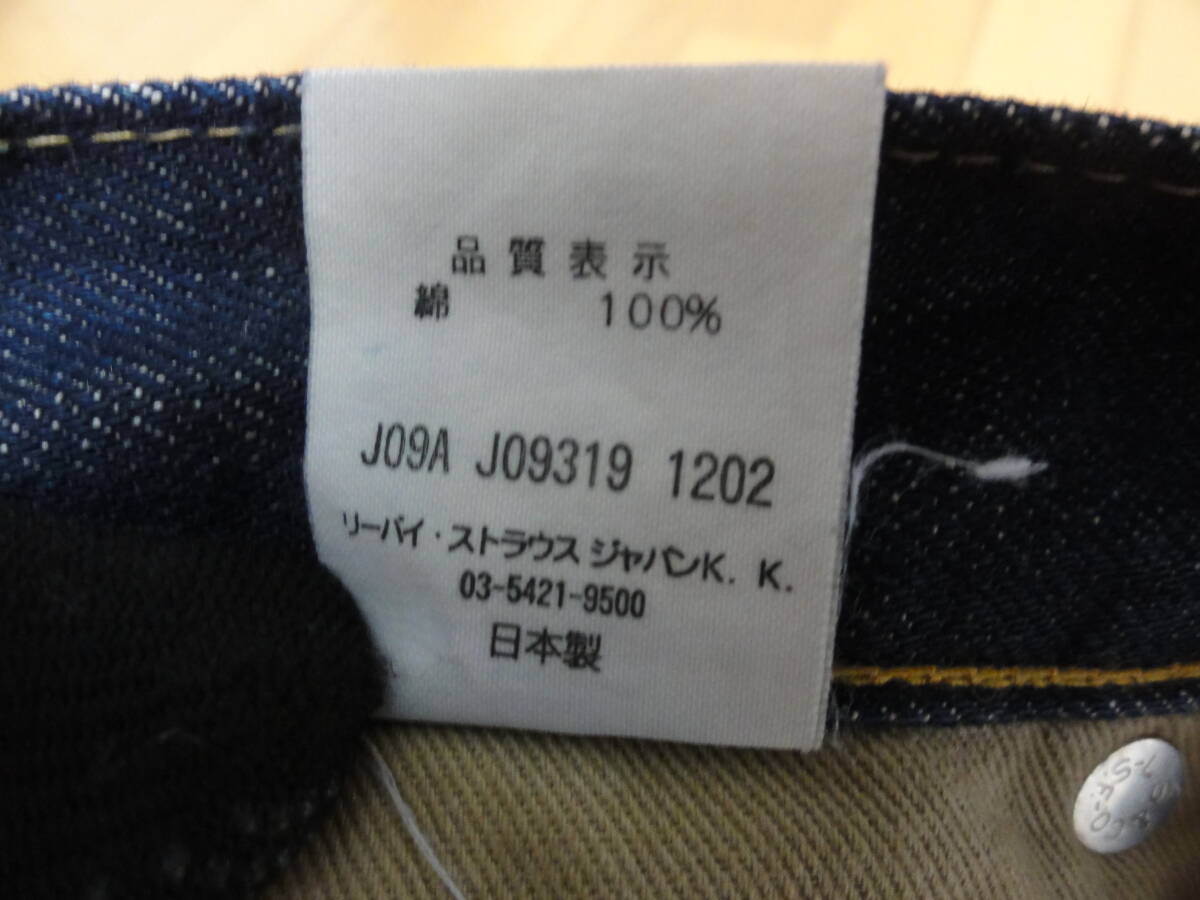 品質表示
綿 100%
J09A J09319 1202
リーバイ・ストラウス ジャパンK. K.
03-5421-9500
日本製
& CO
S.F.